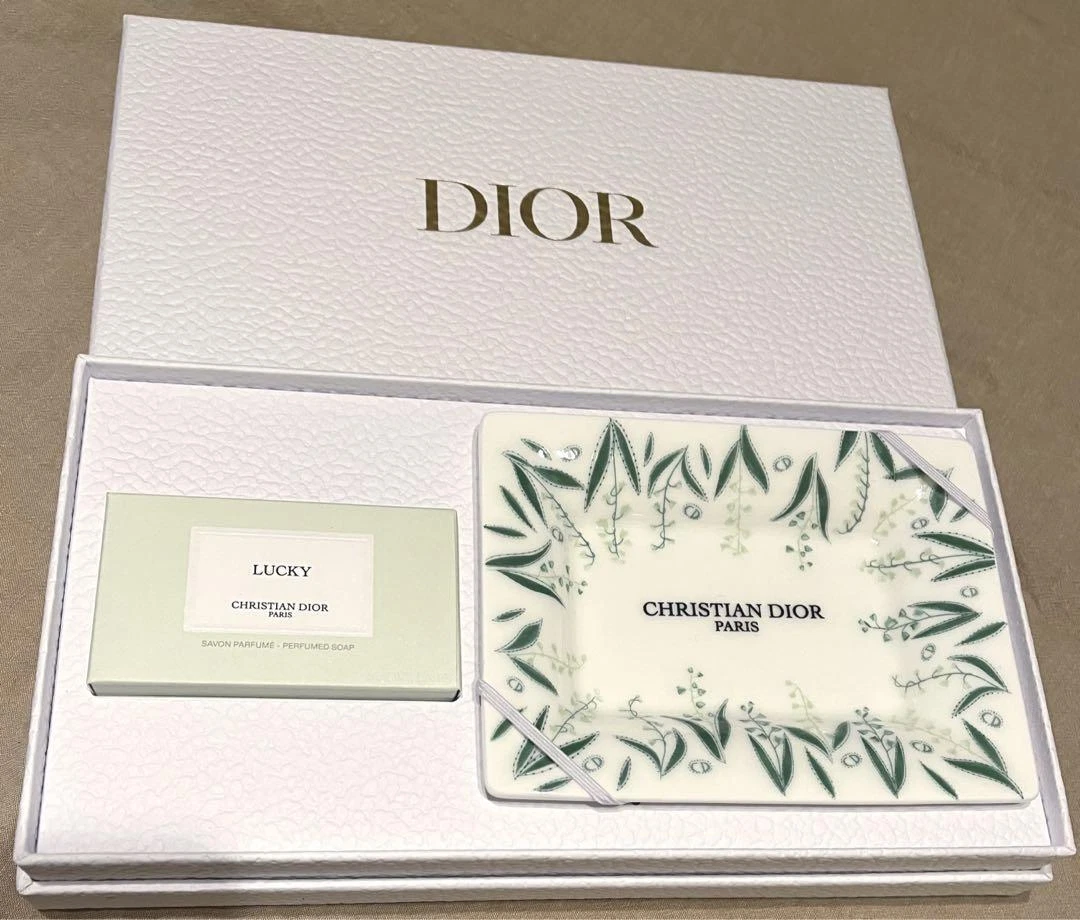 DIOR
LUCKY
CHRISTIAN DIOR
PARIS
SAVON PARFUMÉ - PERFUMED SOAP
CHRISTIAN DIOR
PARIS